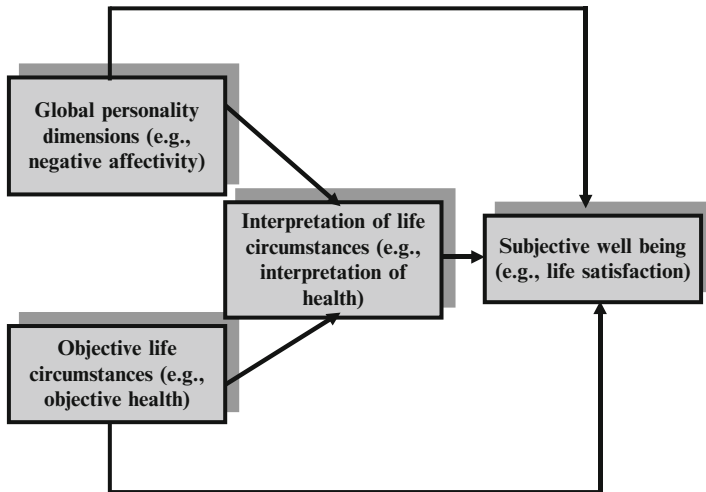 Global personality
dimensions (e.g.,
negative affectivity)
Interpretation of life
circumstances (e.g.,
interpretation of
health)
Subjective well being
(e.g., life satisfaction)
Objective life
circumstances (e.g.,
objective health)